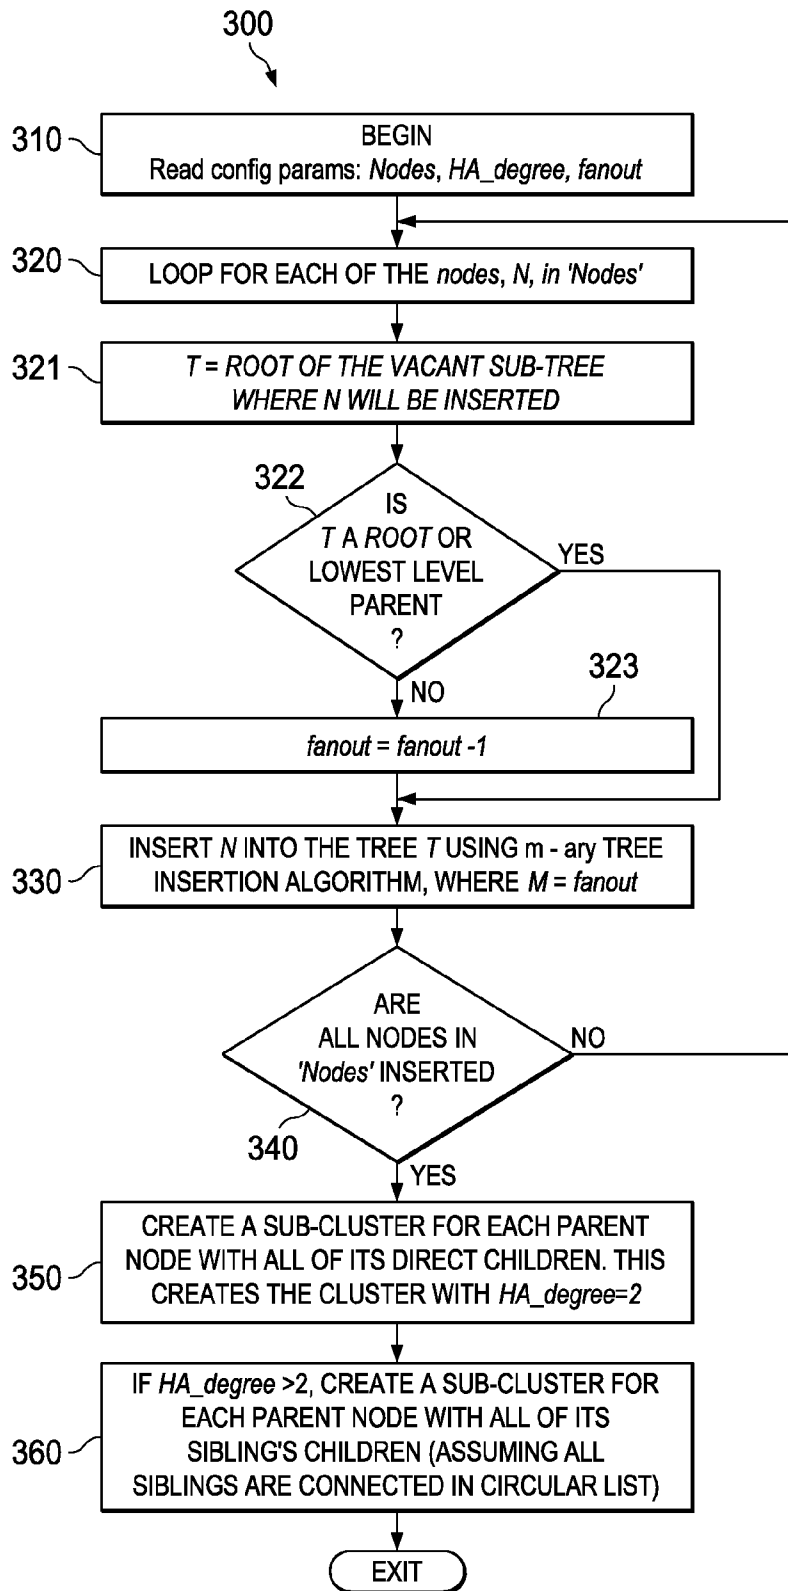 300
310
BEGIN
Read config params: Nodes, HA_degree, fanout
320
LOOP FOR EACH OF THE nodes, N, in 'Nodes'
321
T = ROOT OF THE VACANT SUB-TREE
WHERE N WILL BE INSERTED
322
IS
T A ROOT OR
LOWEST LEVEL
PARENT
?
YES
NO
323
fanout = fanout -1
330
INSERT N INTO THE TREE T USING m - ary TREE
INSERTION ALGORITHM, WHERE M = fanout
ARE
ALL NODES IN
'Nodes' INSERTED
?
NO
340
YES
350
CREATE A SUB-CLUSTER FOR EACH PARENT
NODE WITH ALL OF ITS DIRECT CHILDREN. THIS
CREATES THE CLUSTER WITH HA_degree=2
360
IF HA_degree >2, CREATE A SUB-CLUSTER FOR
EACH PARENT NODE WITH ALL OF ITS
SIBLING'S CHILDREN (ASSUMING ALL
SIBLINGS ARE CONNECTED IN CIRCULAR LIST)
EXIT